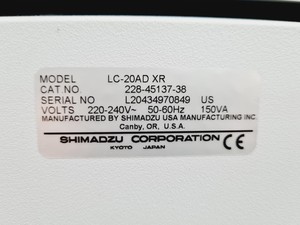 MODEL LC-20AD XR
CAT NO 228-45137-38
SERIAL NO L20434970849 US
VOLTS 220-240V~ 50-60Hz 150VA
MANUFACTURED BY SHIMADZU USA MANUFACTURING INC
Canby, OR, U.S.A.
SHIMADZU CORPORATION
KYOTO JAPAN
CE